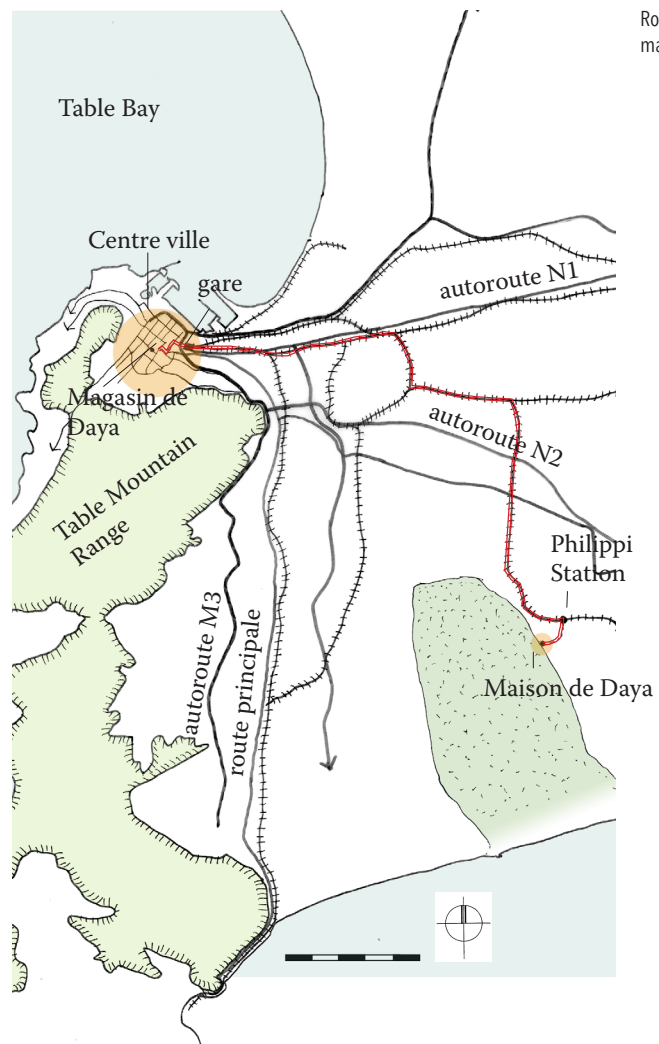 Table Bay
Centre ville
gare
autoroute N1
Magasin de
Daya
autoroute N2
Table Mountain
Range
Philippi
Station
autoroute M3
route principale
Maison de Daya